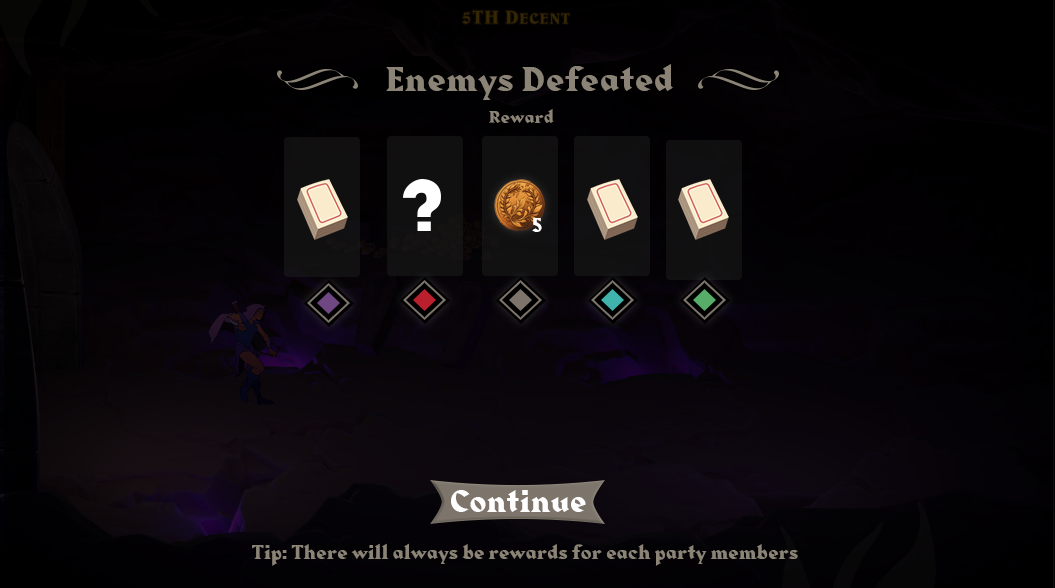 5TH DECENT
Enemys Defeated
Reward
?
5
Continue
Tip: There will always be rewards for each party members